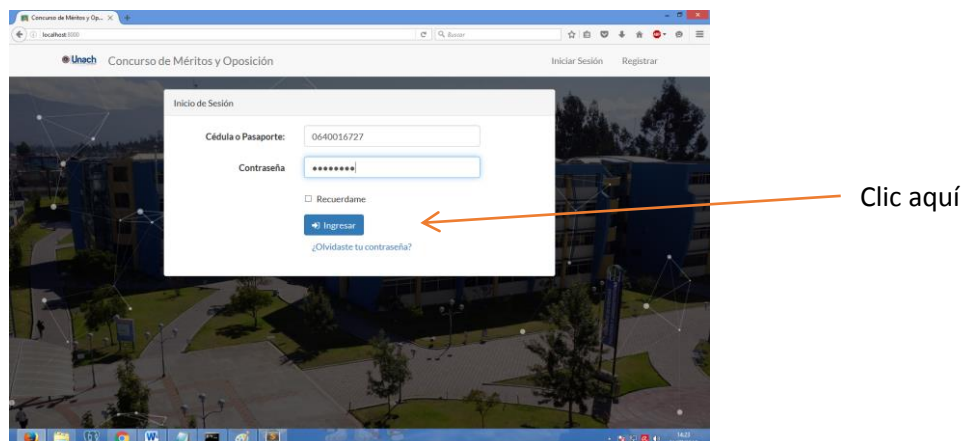 Concurso de Méritos y Op...
localhost:
Buscar
Unach Concurso de Méritos y Oposición Iniciar Sesión Registrar
Inicio de Sesión
Cédula o Pasaporte: 0640016727
Contraseña ••••••••
Recuerdame
Ingresar
¿Olvidaste tu contraseña?
Clic aquí